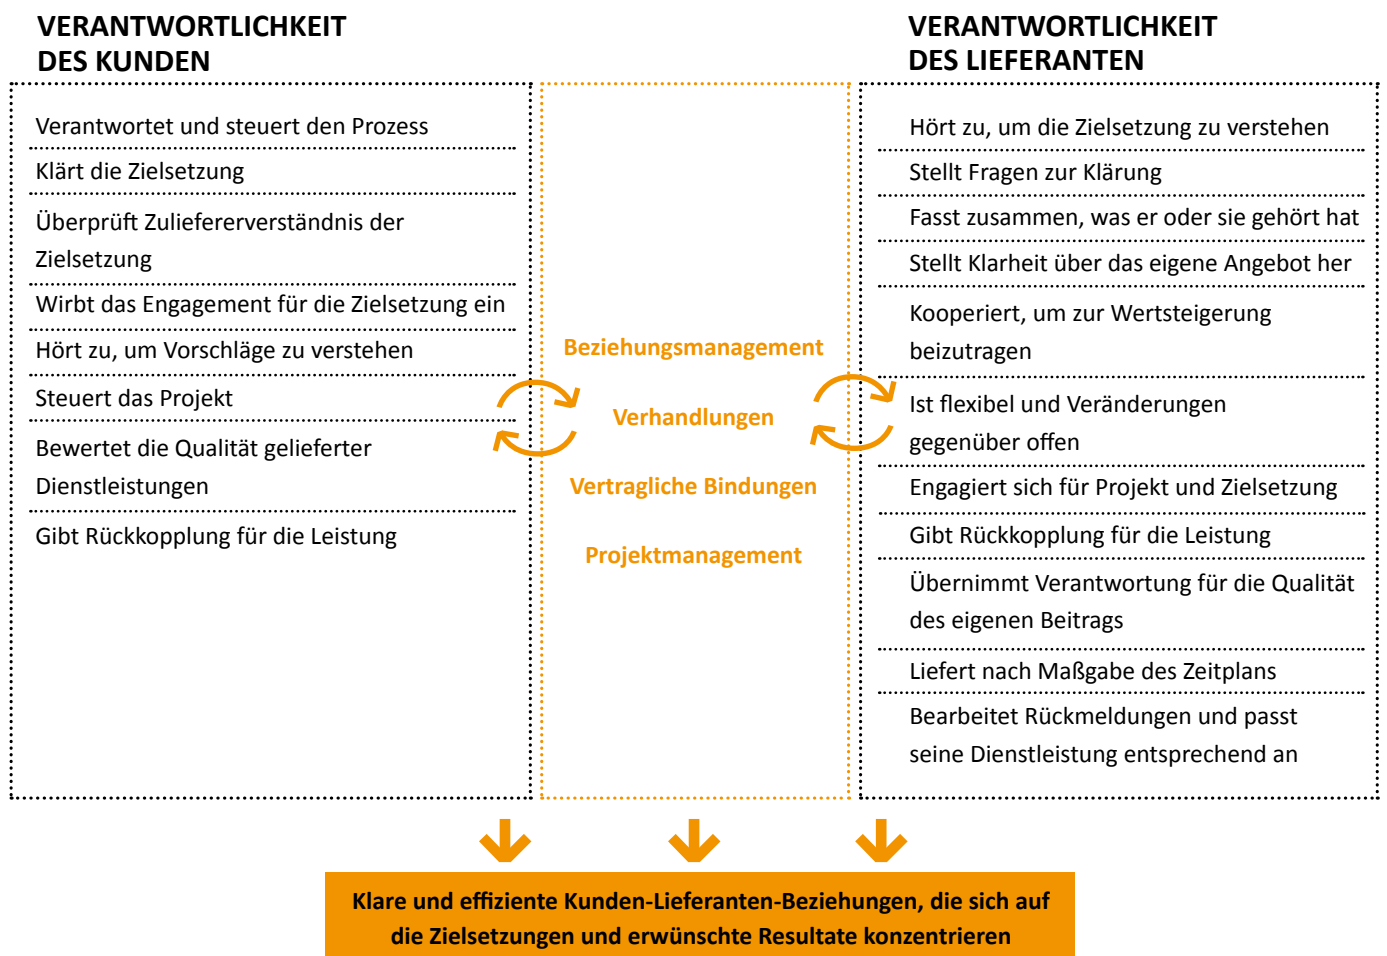 VERANTWORTLICHKEIT
DES KUNDEN
Verantwortet und steuert den Prozess
Klärt die Zielsetzung
Überprüft Zuliefererverständnis der
Zielsetzung
Wirbt das Engagement für die Zielsetzung ein
Hört zu, um Vorschläge zu verstehen
Steuert das Projekt
Bewertet die Qualität gelieferter
Dienstleistungen
Gibt Rückkopplung für die Leistung
Beziehungsmanagement
Verhandlungen
Vertragliche Bindungen
Projektmanagement
VERANTWORTLICHKEIT
DES LIEFERANTEN
Hört zu, um die Zielsetzung zu verstehen
Stellt Fragen zur Klärung
Fasst zusammen, was er oder sie gehört hat
Stellt Klarheit über das eigene Angebot her
Kooperiert, um zur Wertsteigerung
beizutragen
Ist flexibel und Veränderungen
gegenüber offen
Engagiert sich für Projekt und Zielsetzung
Gibt Rückkopplung für die Leistung
Übernimmt Verantwortung für die Qualität
des eigenen Beitrags
Liefert nach Maßgabe des Zeitplans
Bearbeitet Rückmeldungen und passt
seine Dienstleistung entsprechend an
Klare und effiziente Kunden-Lieferanten-Beziehungen, die sich auf
die Zielsetzungen und erwünschte Resultate konzentrieren